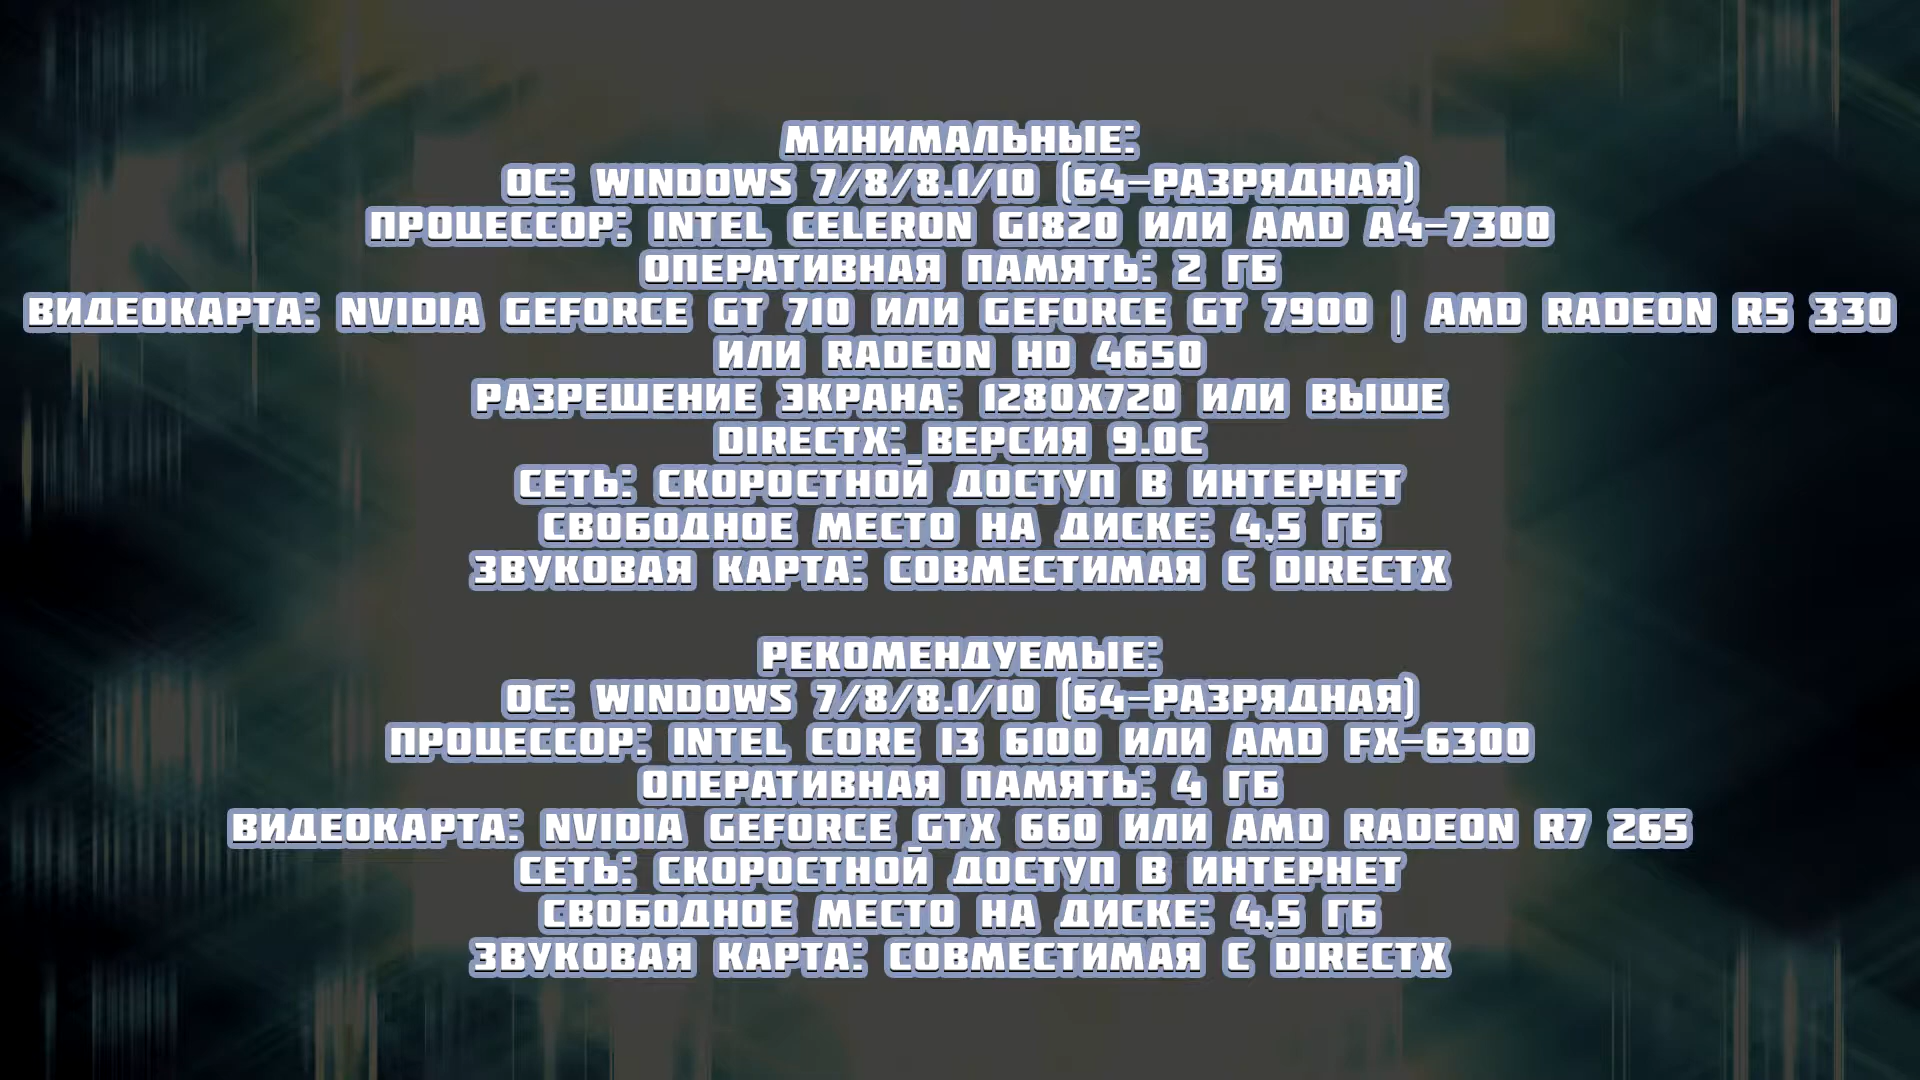 МИНИМАЛЬНЫЕ:
ОС: WINDOWS 7/8/8.1/10 (64-РАЗРЯДНАЯ)
ПРОЦЕССОР: INTEL CELERON G1820 ИЛИ AMD A4-7300
ОПЕРАТИВНАЯ ПАМЯТЬ: 2 ГБ
ВИДЕОКАРТА: NVIDIA GEFORCE GT 710 ИЛИ GEFORCE GT 7900 | AMD RADEON R5 330
ИЛИ RADEON HD 4650
РАЗРЕШЕНИЕ ЭКРАНА: 1280X720 ИЛИ ВЫШЕ
DIRECTX: ВЕРСИЯ 9.0С
СЕТЬ: СКОРОСТНОЙ ДОСТУП В ИНТЕРНЕТ
СВОБОДНОЕ МЕСТО НА ДИСКЕ: 4,5 ГБ
ЗВУКОВАЯ КАРТА: СОВМЕСТИМАЯ С DIRECTX
РЕКОМЕНДУЕМЫЕ:
ОС: WINDOWS 7/8/8.1/10 (64-РАЗРЯДНАЯ)
ПРОЦЕССОР: INTEL CORE I3 6100 ИЛИ AMD FX-6300
ОПЕРАТИВНАЯ ПАМЯТЬ: 4 ГБ
ВИДЕОКАРТА: NVIDIA GEFORCE GTX 660 ИЛИ AMD RADEON R7 265
СЕТЬ: СКОРОСТНОЙ ДОСТУП В ИНТЕРНЕТ
СВОБОДНОЕ МЕСТО НА ДИСКЕ: 4,5 ГБ
ЗВУКОВАЯ КАРТА: СОВМЕСТИМАЯ С DIRECTX